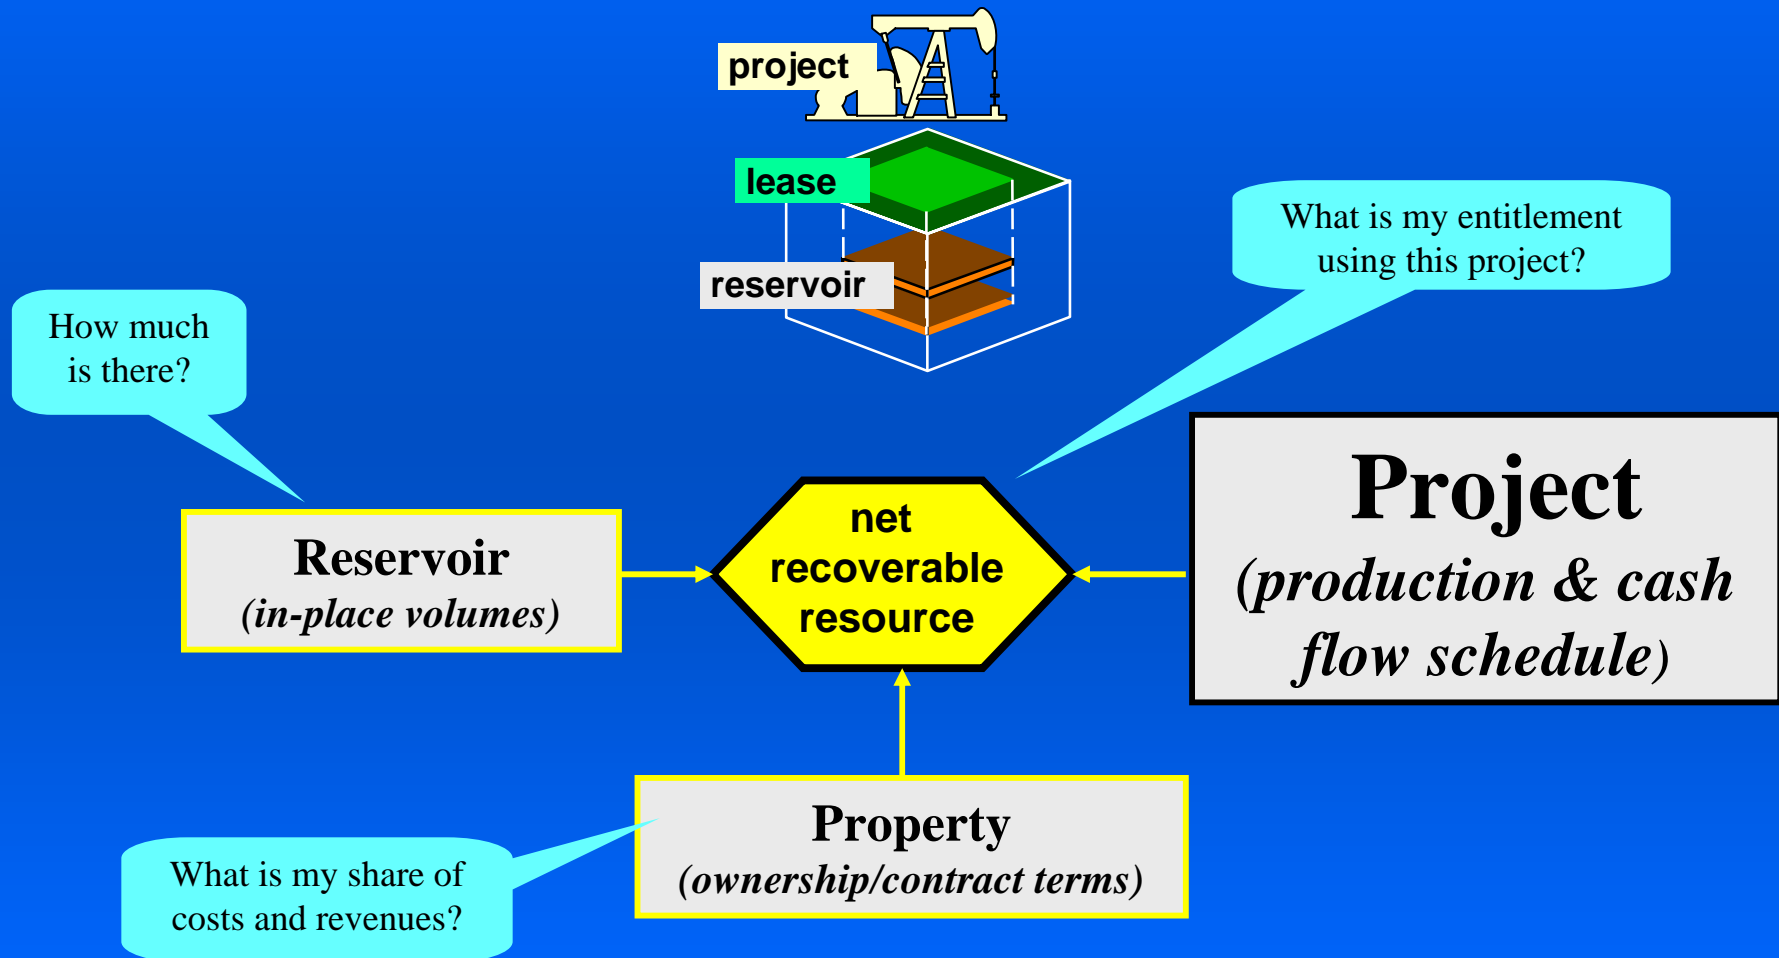 project
lease
reservoir
What is my entitlement
using this project?
How much
is there?
Project
(production & cash
flow schedule)
net
recoverable
resource
Reservoir
(in-place volumes)
Property
(ownership/contract terms)
What is my share of
costs and revenues?